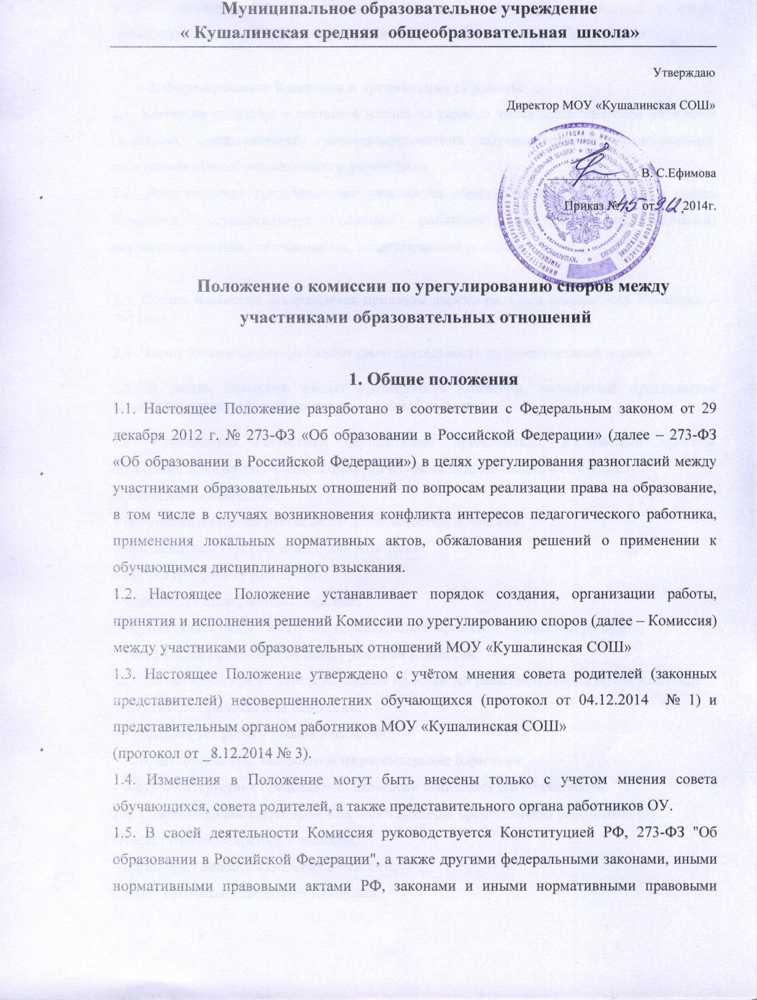 Муниципальное образовательное учреждение
« Кушалинская средняя общеобразовательная школа»
Утверждаю
Директор МОУ «Кушалинская СОШ»
В. С.Ефимова
Приказ №45 от 2014г.
Положение о комиссии по урегулированию споров между
участниками образовательных отношений
1. Общие положения
1.1. Настоящее Положение разработано в соответствии с Федеральным законом от 29
декабря 2012 г. № 273-ФЗ «Об образовании в Российской Федерации» (далее – 273-ФЗ
«Об образовании в Российской Федерации») в целях урегулирования разногласий между
участниками образовательных отношений по вопросам реализации права на образование,
в том числе в случаях возникновения конфликта интересов педагогического работника,
применения локальных нормативных актов, обжалования решений о применении к
обучающимся дисциплинарного взыскания.
1.2. Настоящее Положение устанавливает порядок создания, организации работы,
принятия и исполнения решений Комиссии по урегулированию споров (далее – Комиссия)
между участниками образовательных отношений МОУ «Кушалинская СОШ»
1.3. Настоящее Положение утверждено с учётом мнения совета родителей (законных
представителей) несовершеннолетних обучающихся (протокол от 04.12.2014 № 1) и
представительным органом работников МОУ «Кушалинская СОШ»
(протокол от _8.12.2014 № 3).
1.4. Изменения в Положение могут быть внесены только с учетом мнения совета
обучающихся, совета родителей, а также представительного органа работников ОУ.
1.5. В своей деятельности Комиссия руководствуется Конституцией РФ, 273-ФЗ "Об
образовании в Российской Федерации", а также другими федеральными законами, иными
нормативными правовыми актами РФ, законами и иными нормативными правовыми